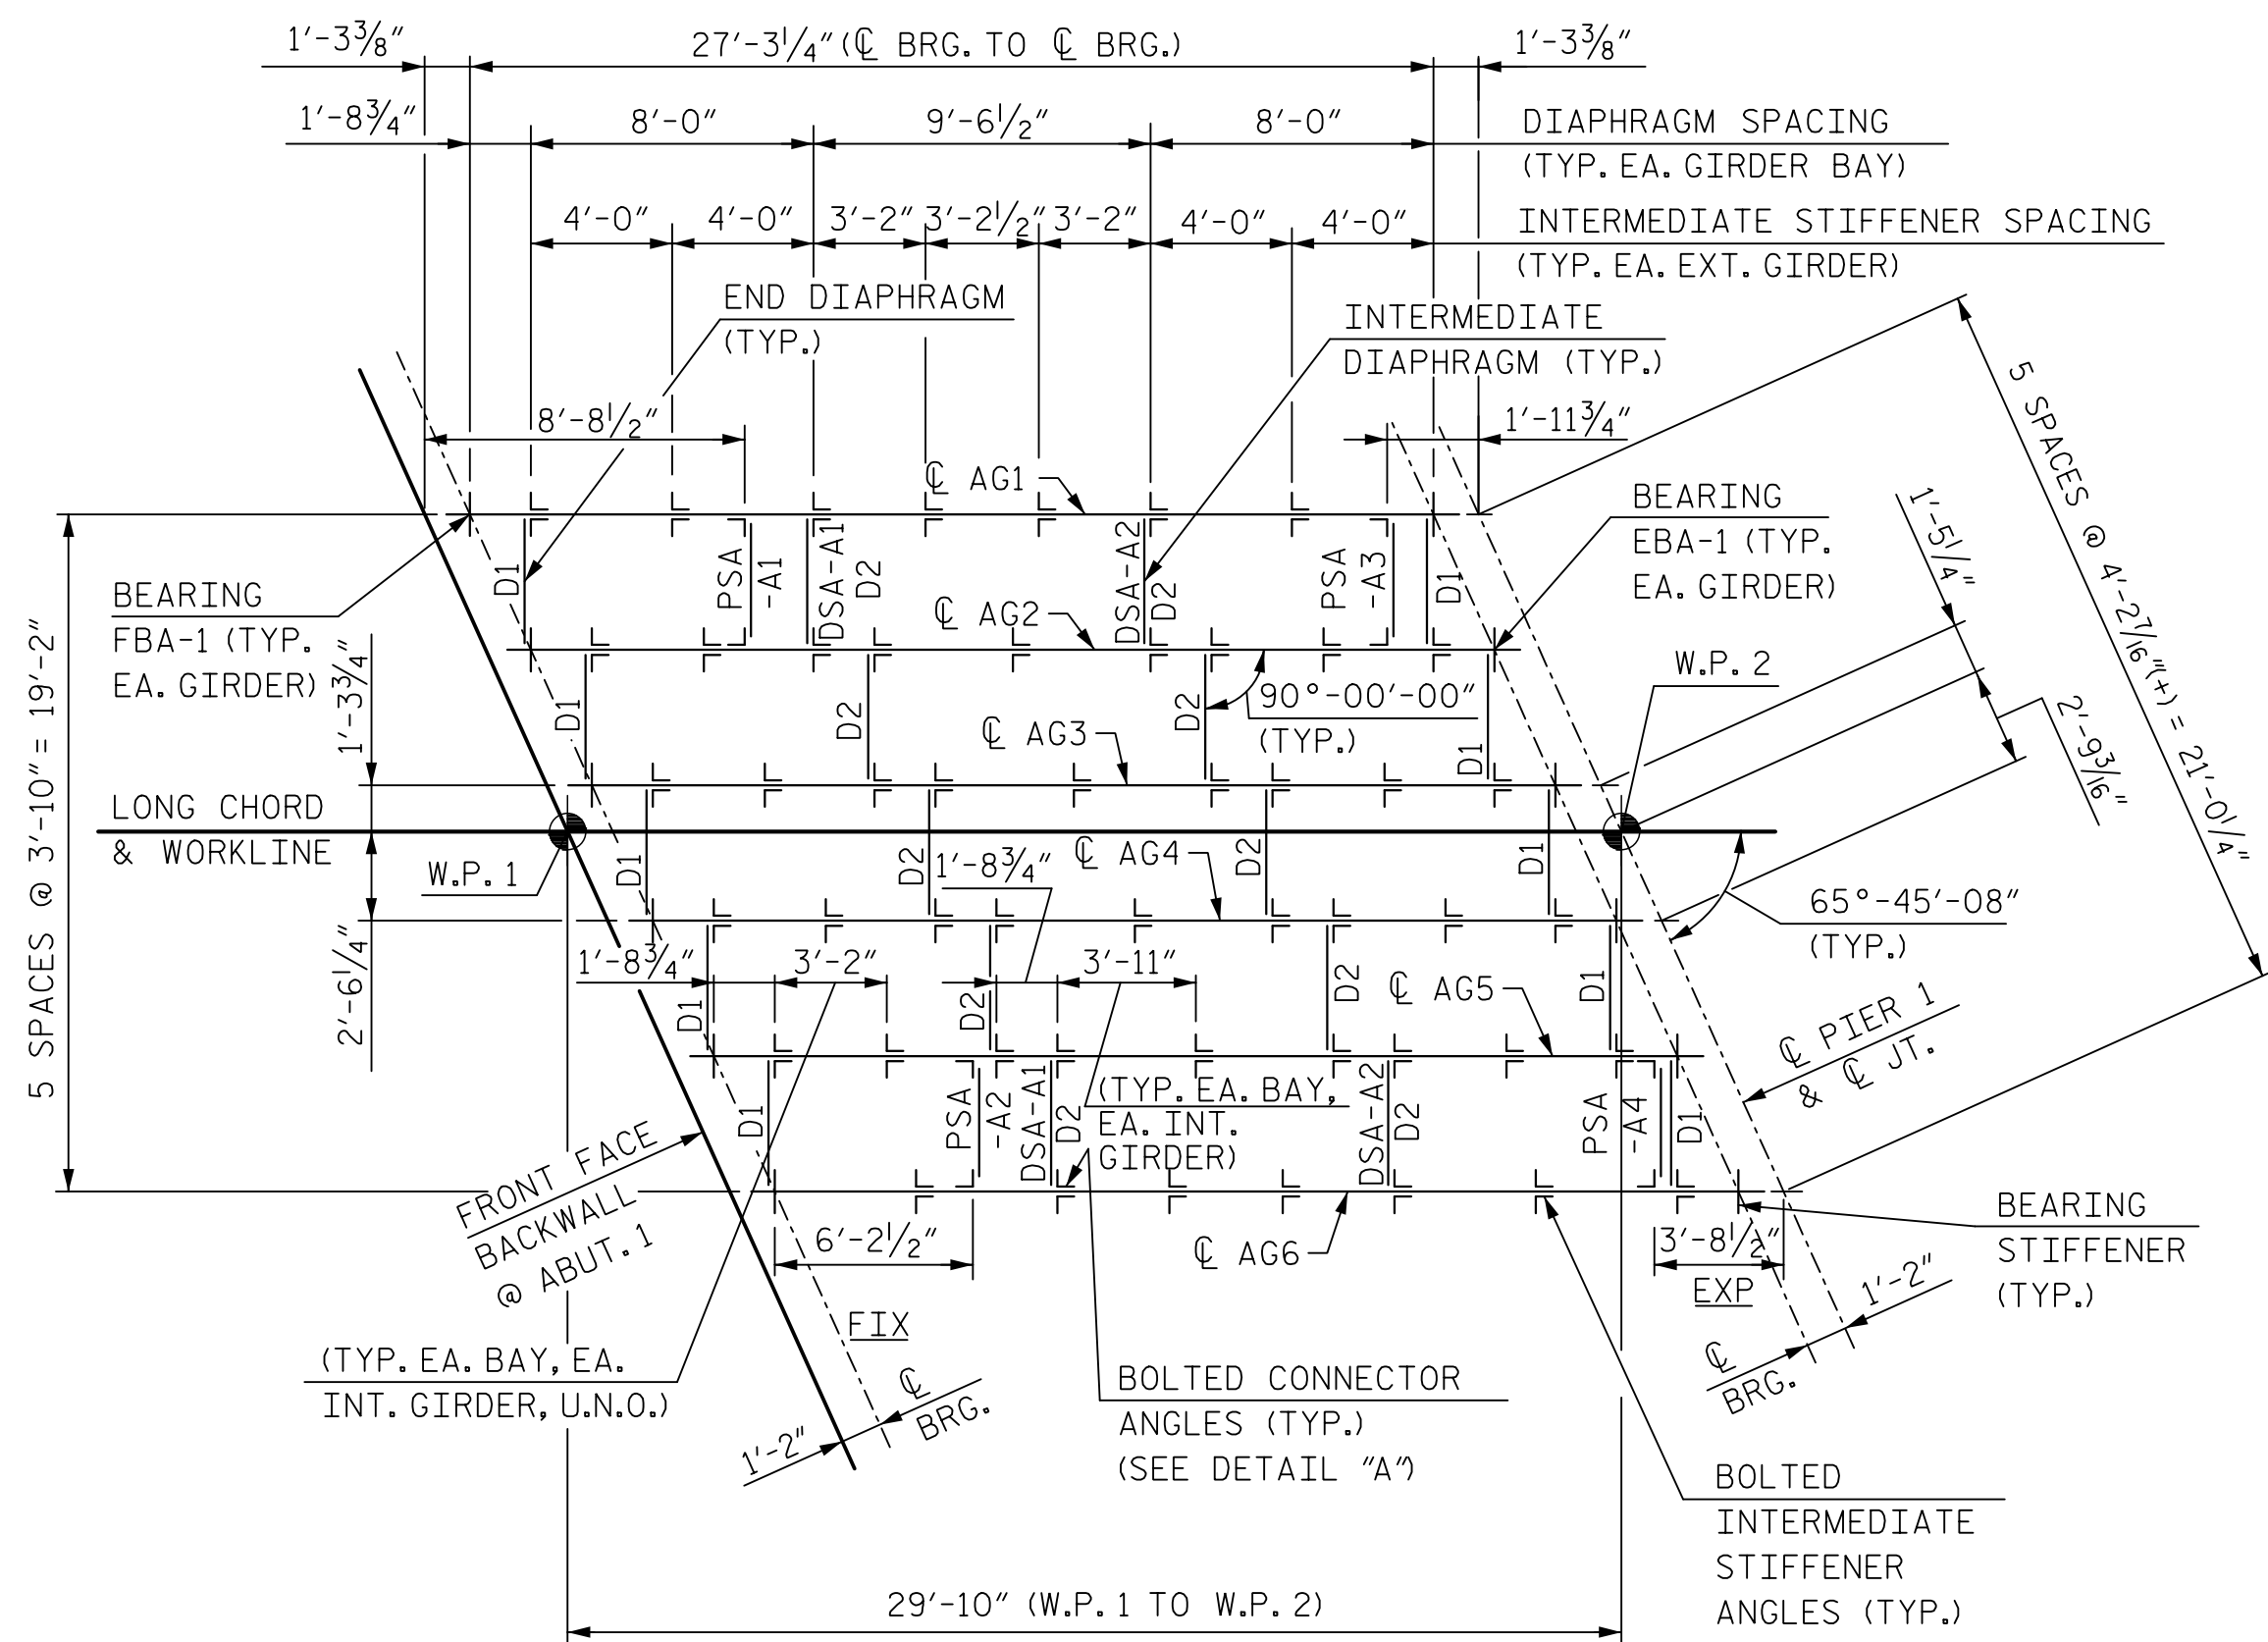 1'-3 3/8"
27'-3 1/4" (℄ BRG. TO ℄ BRG.)
1'-3 3/8"
1'-8 3/4"
8'-0"
9'-6 1/2"
8'-0"
DIAPHRAGM SPACING
(TYP. EA. GIRDER BAY)
4'-0"
4'-0"
3'-2"
3'-2 1/2"
3'-2"
4'-0"
4'-0"
INTERMEDIATE STIFFENER SPACING
(TYP. EA. EXT. GIRDER)
END DIAPHRAGM
(TYP.)
INTERMEDIATE
DIAPHRAGM (TYP.)
8'-8 1/2"
1'-11 3/4"
5 SPACES @ 4'-2 7/16"(+) = 21'-0 1/4"
℄ AG1
BEARING
EBA-1 (TYP.
EA. GIRDER)
1'-5 1/4"
D1
PSA
-A1
DSA-A1
D2
DSA-A2
D2
PSA
-A3
D1
BEARING
FBA-1 (TYP.
EA. GIRDER)
℄ AG2
W.P. 2
2'-9 3/16"
5 SPACES @ 3'-10" = 19'-2"
1'-3 3/4"
D1
D2
D2
90°-00'-00"
(TYP.)
D1
℄ AG3
LONG CHORD
& WORKLINE
W.P. 1
D1
D2
1'-8 3/4"
℄ AG4
D2
D1
65°-45'-08"
(TYP.)
2'-6 1/4"
1'-8 3/4"
3'-2"
3'-11"
D1
D2
D2
℄ AG5
D1
℄ PIER 1
& ℄ JT.
D1
PSA
-A2
DSA-A1
D2
(TYP. EA. BAY,
EA. INT.
GIRDER)
DSA-A2
D2
PSA
-A4
D1
FRONT FACE
BACKWALL
@ ABUT. 1
6'-2 1/2"
℄ AG6
3'-8 1/2"
EXP
BEARING
STIFFENER
(TYP.)
1'-2"
℄
BRG.
FIX
(TYP. EA. BAY, EA.
INT. GIRDER, U.N.O.)
℄
BRG.
1'-2"
BOLTED CONNECTOR
ANGLES (TYP.)
(SEE DETAIL "A")
BOLTED
INTERMEDIATE
STIFFENER
ANGLES (TYP.)
29'-10" (W.P. 1 TO W.P. 2)